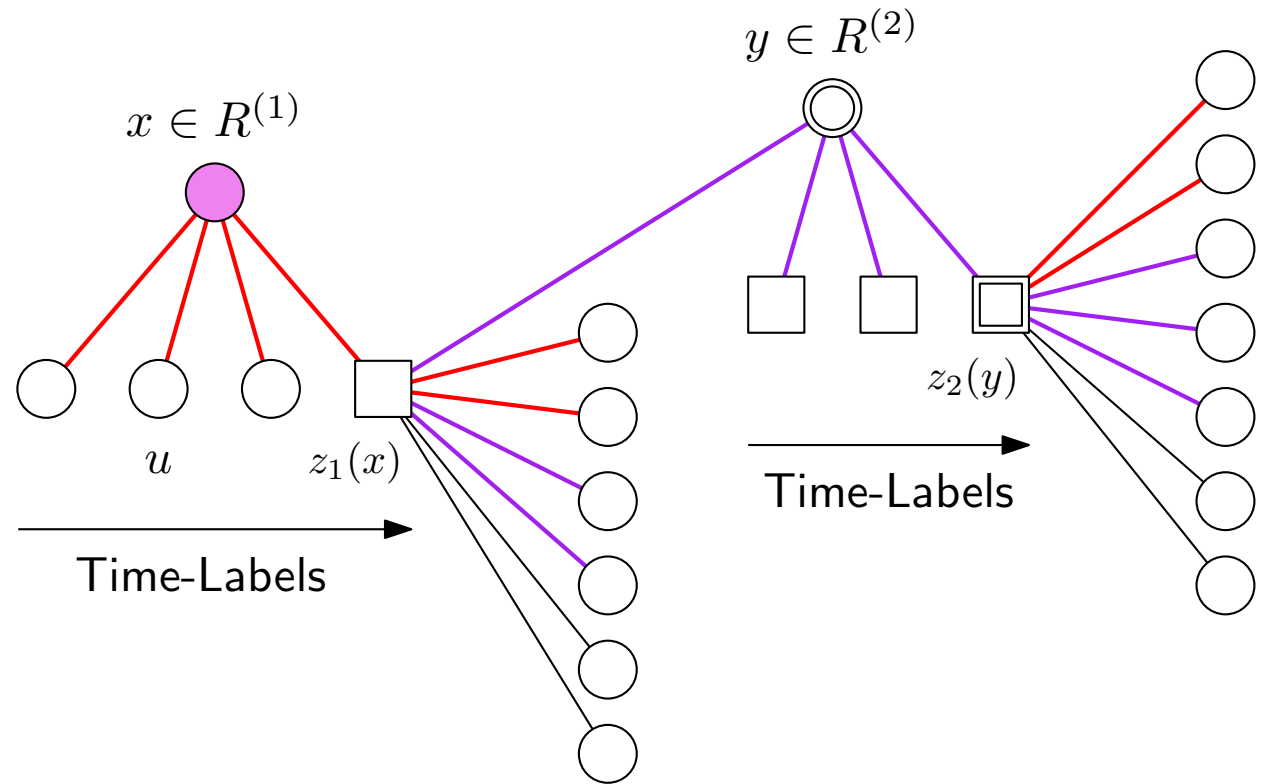 y ∈ R^{(2)}
x ∈ R^{(1)}
z_2(y)
u
z_1(x)
Time-Labels
Time-Labels